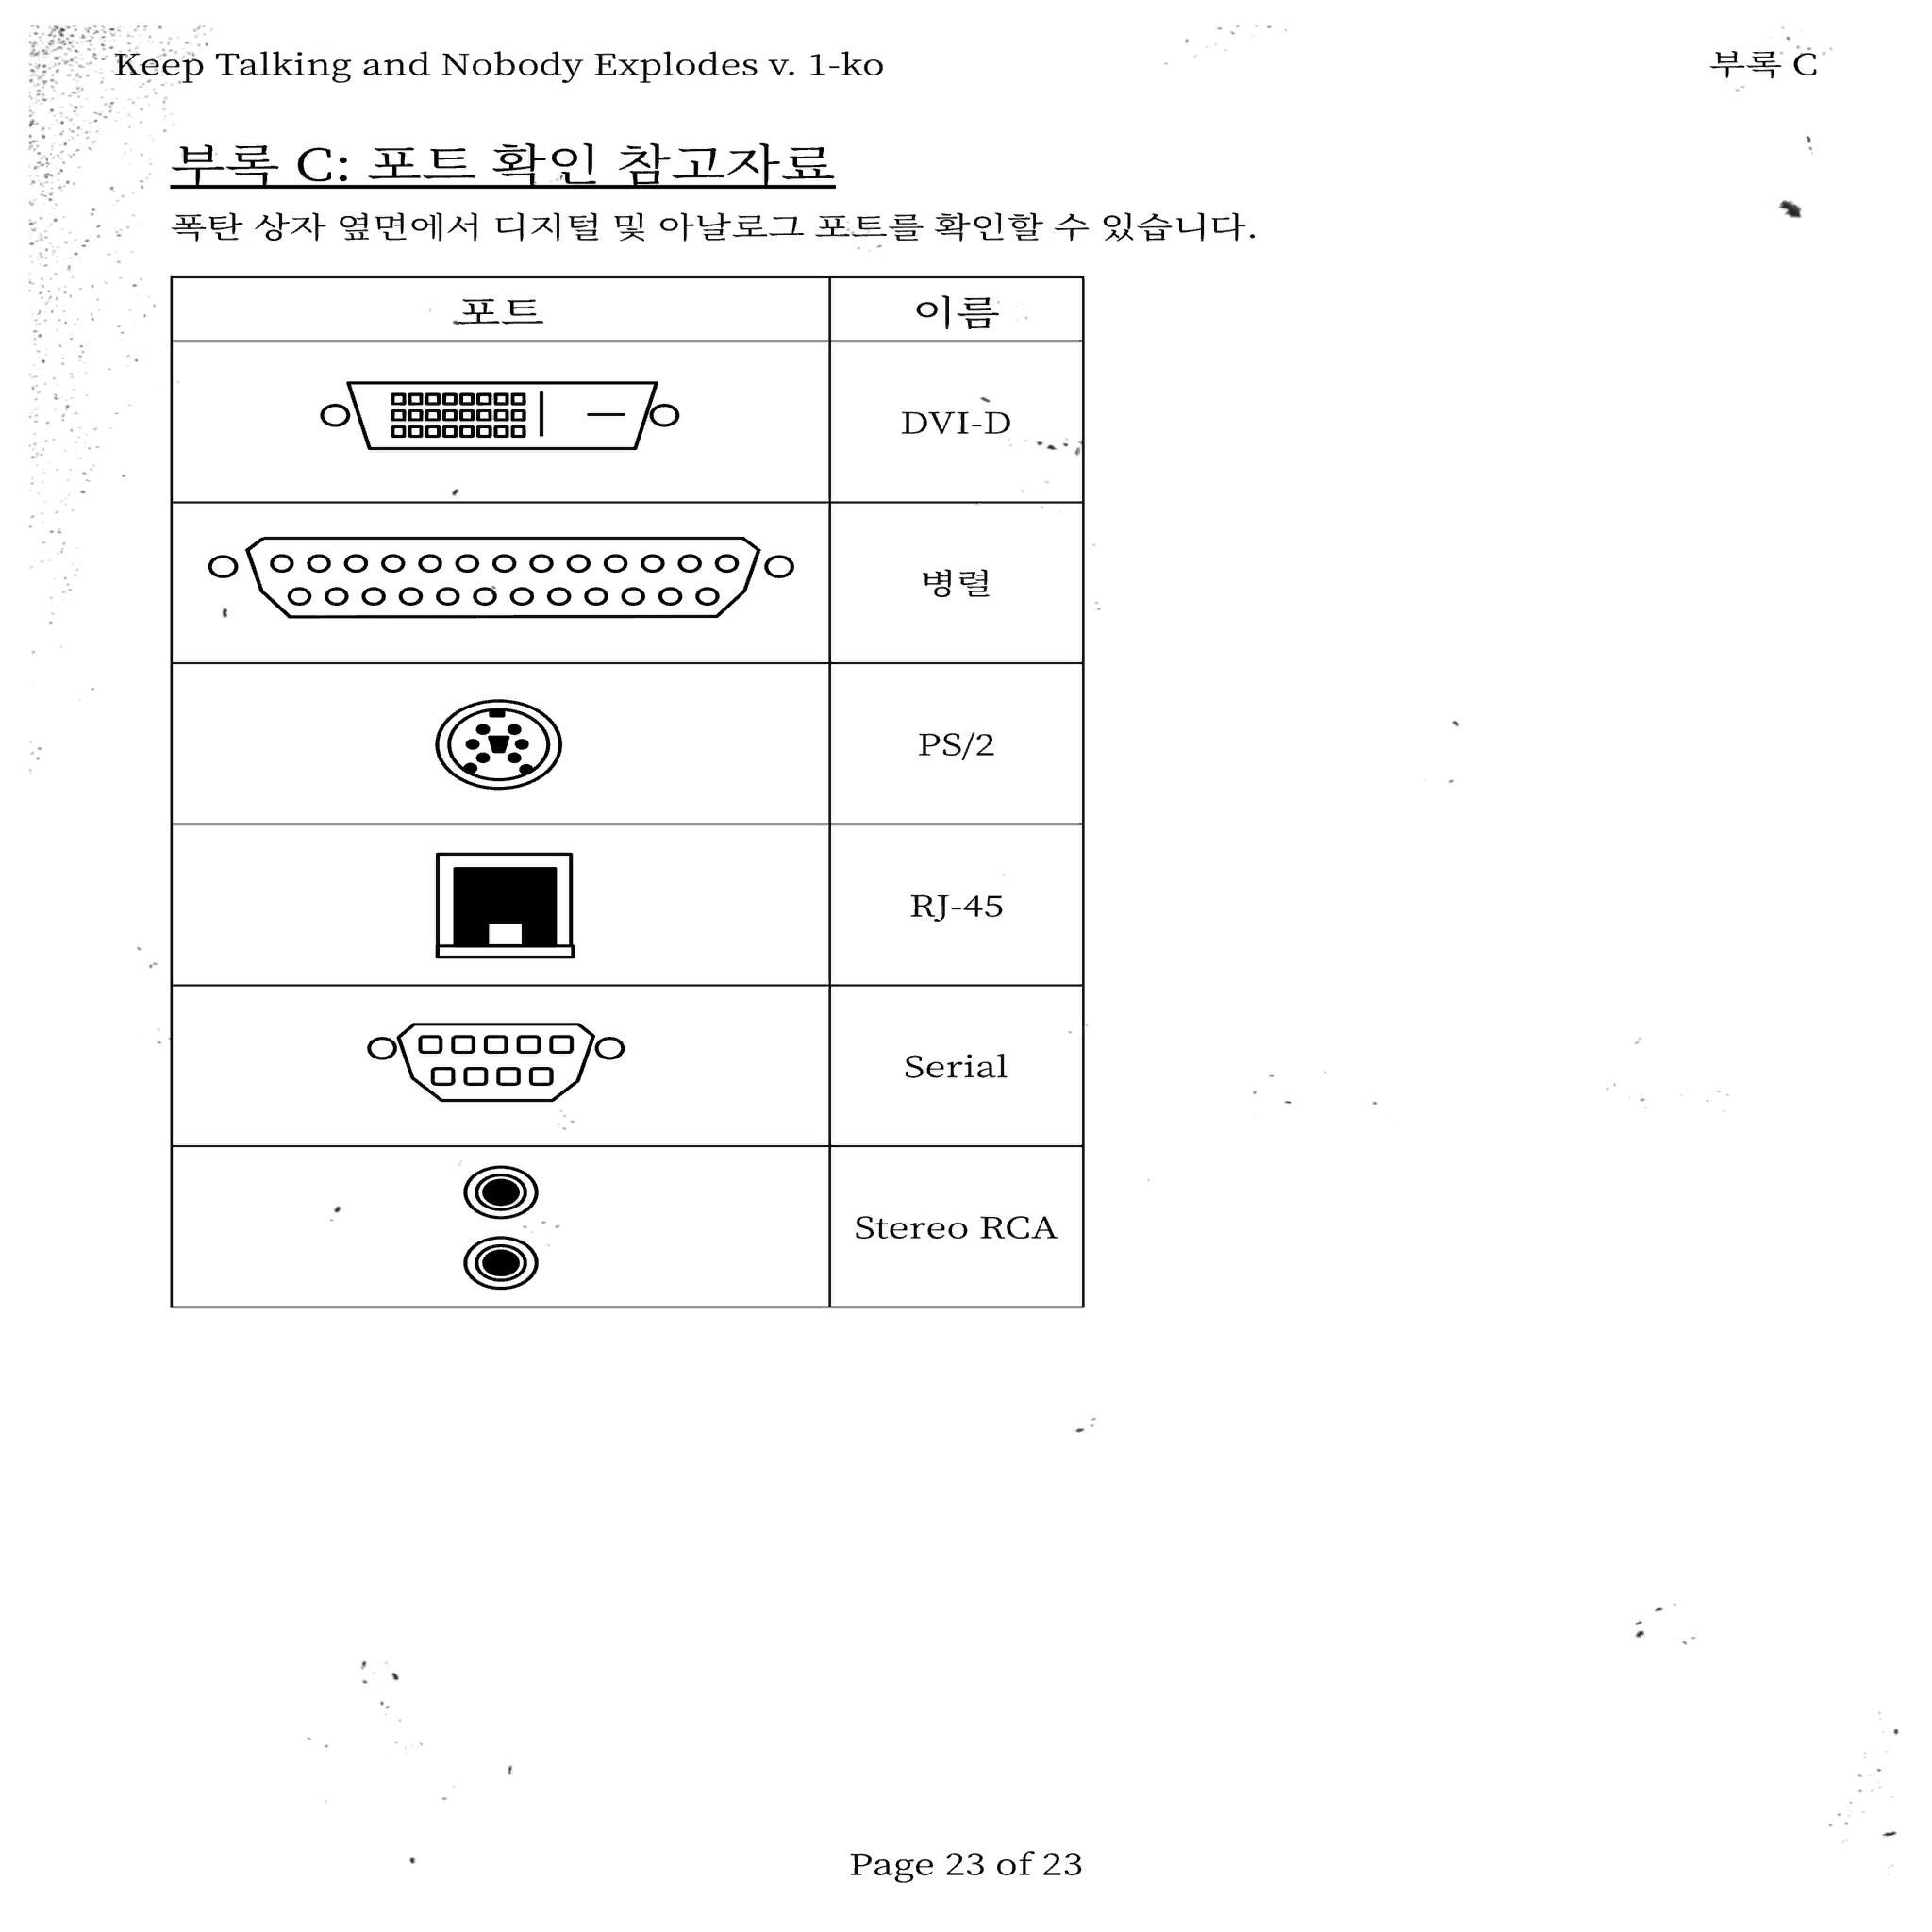 Keep Talking and Nobody Explodes v. 1-ko
부록 C
부록 C: 포트 확인 참고자료
폭탄 상자 옆면에서 디지털 및 아날로그 포트를 확인할 수 있습니다.
포트 이름
DVI-D
병렬
PS/2
RJ-45
Serial
Stereo RCA
Page 23 of 23